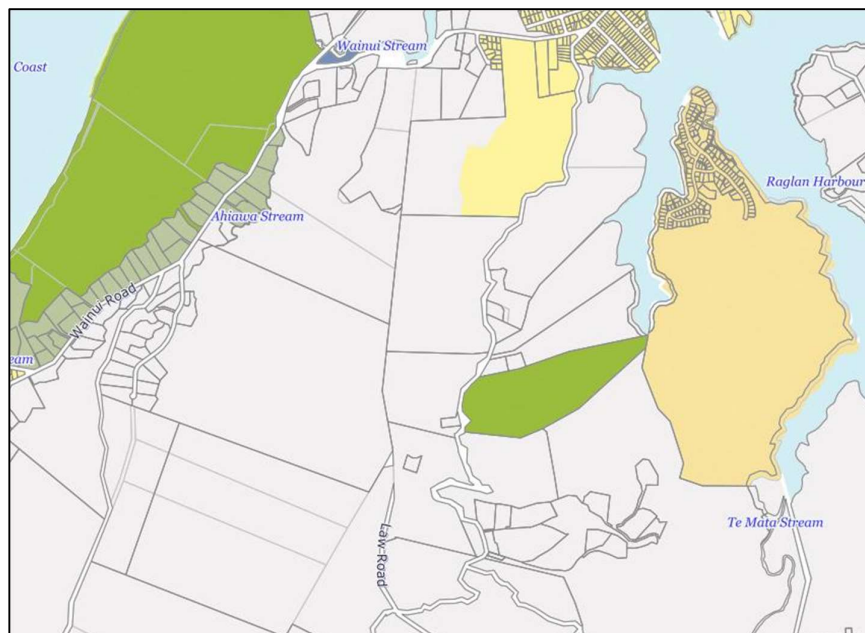 Wainui Stream
Coast
Raglan Harbour
Ahiawa Stream
Wainui Road
eam
Te Mata Stream
Law Road